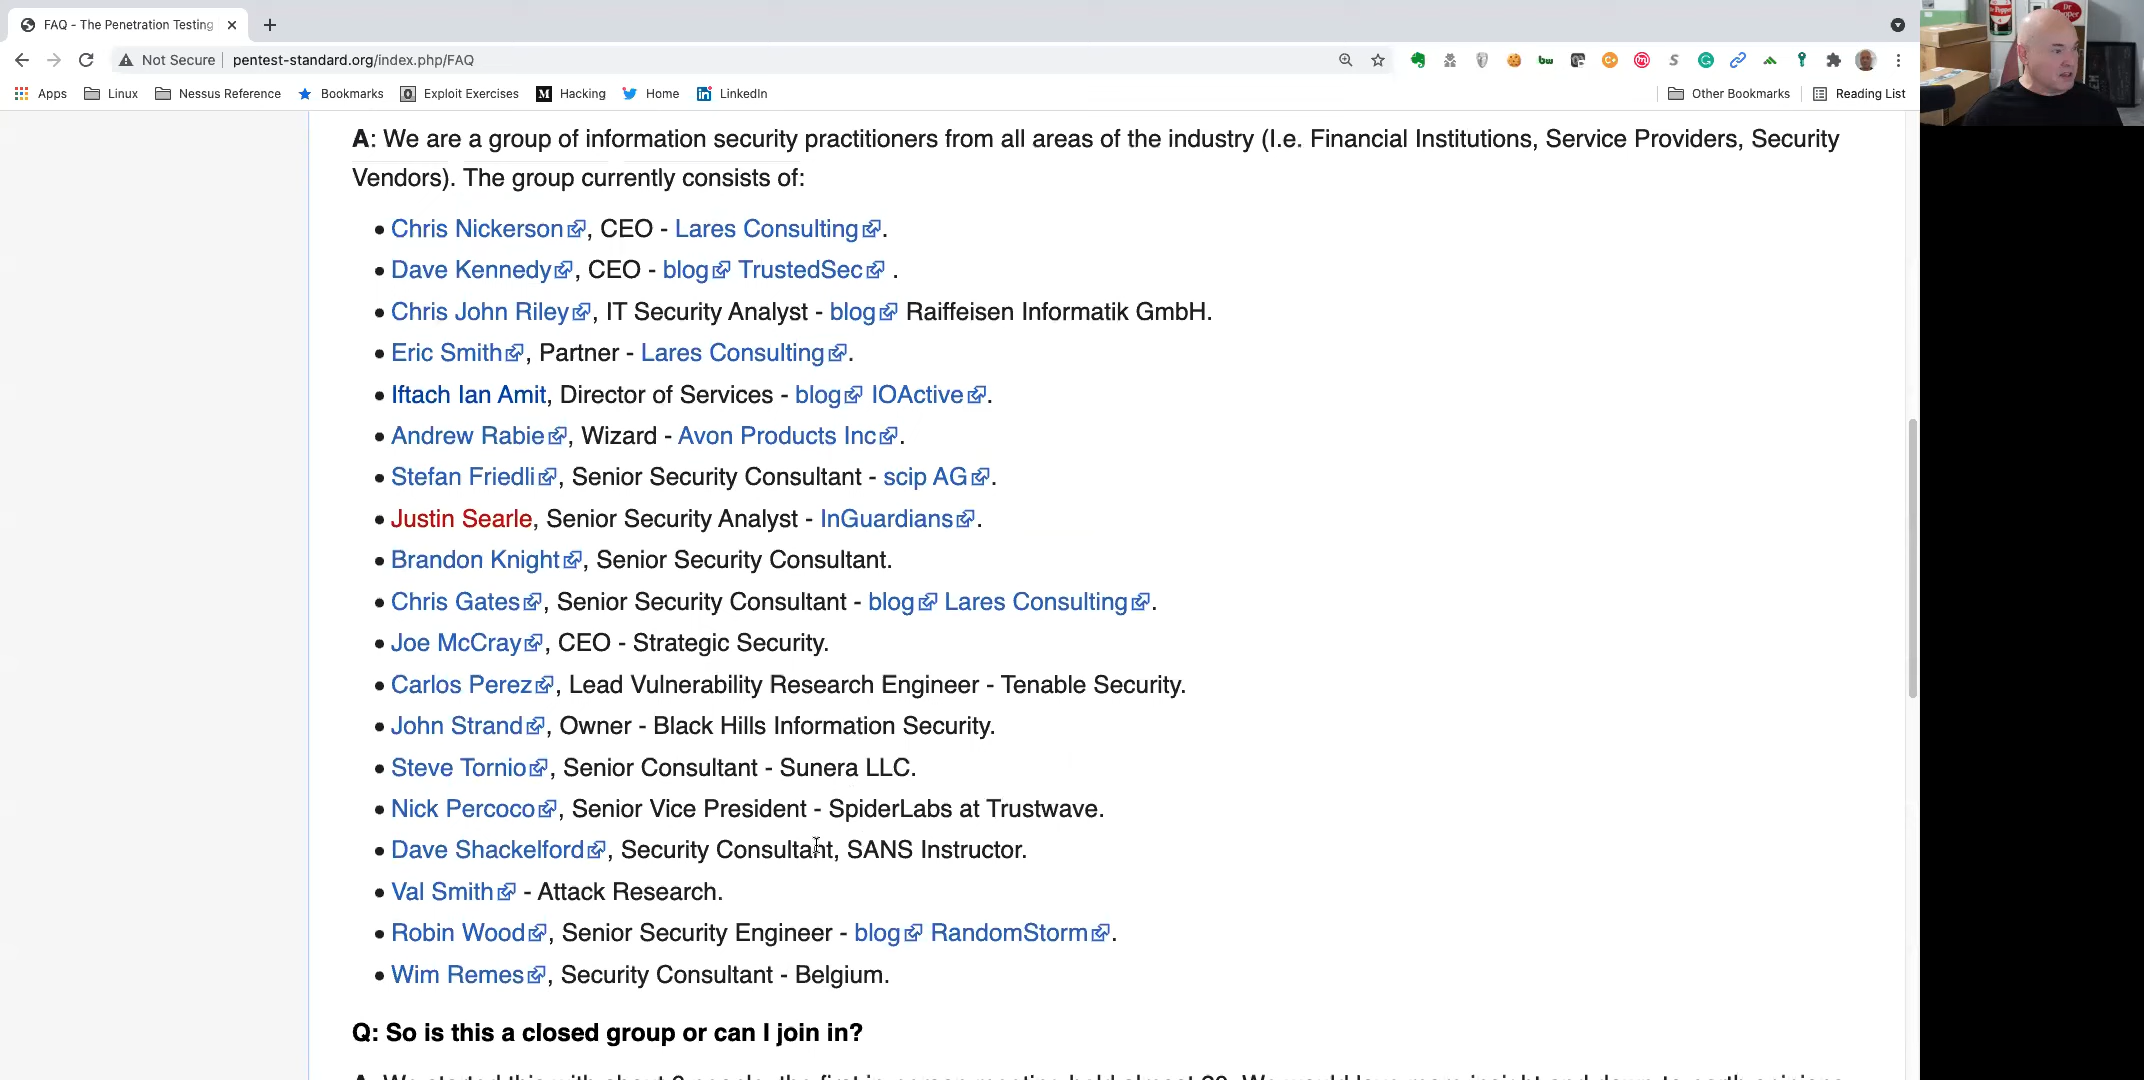 FAQ - The Penetration Testing
Not Secure pentest-standard.org/index.php/FAQ
Apps Linux Nessus Reference Bookmarks Exploit Exercises Hacking Home LinkedIn Other Bookmarks Reading List
A: We are a group of information security practitioners from all areas of the industry (I.e. Financial Institutions, Service Providers, Security
Vendors). The group currently consists of:
• Chris Nickerson, CEO - Lares Consulting.
• Dave Kennedy, CEO - blog TrustedSec .
• Chris John Riley, IT Security Analyst - blog Raiffeisen Informatik GmbH.
• Eric Smith, Partner - Lares Consulting.
• Iftach Ian Amit, Director of Services - blog IOActive.
• Andrew Rabie, Wizard - Avon Products Inc.
• Stefan Friedli, Senior Security Consultant - scip AG.
• Justin Searle, Senior Security Analyst - InGuardians.
• Brandon Knight, Senior Security Consultant.
• Chris Gates, Senior Security Consultant - blog Lares Consulting.
• Joe McCray, CEO - Strategic Security.
• Carlos Perez, Lead Vulnerability Research Engineer - Tenable Security.
• John Strand, Owner - Black Hills Information Security.
• Steve Tornio, Senior Consultant - Sunera LLC.
• Nick Percoco, Senior Vice President - SpiderLabs at Trustwave.
• Dave Shackelford, Security Consultant, SANS Instructor.
• Val Smith - Attack Research.
• Robin Wood, Senior Security Engineer - blog RandomStorm.
• Wim Remes, Security Consultant - Belgium.
Q: So is this a closed group or can I join in?